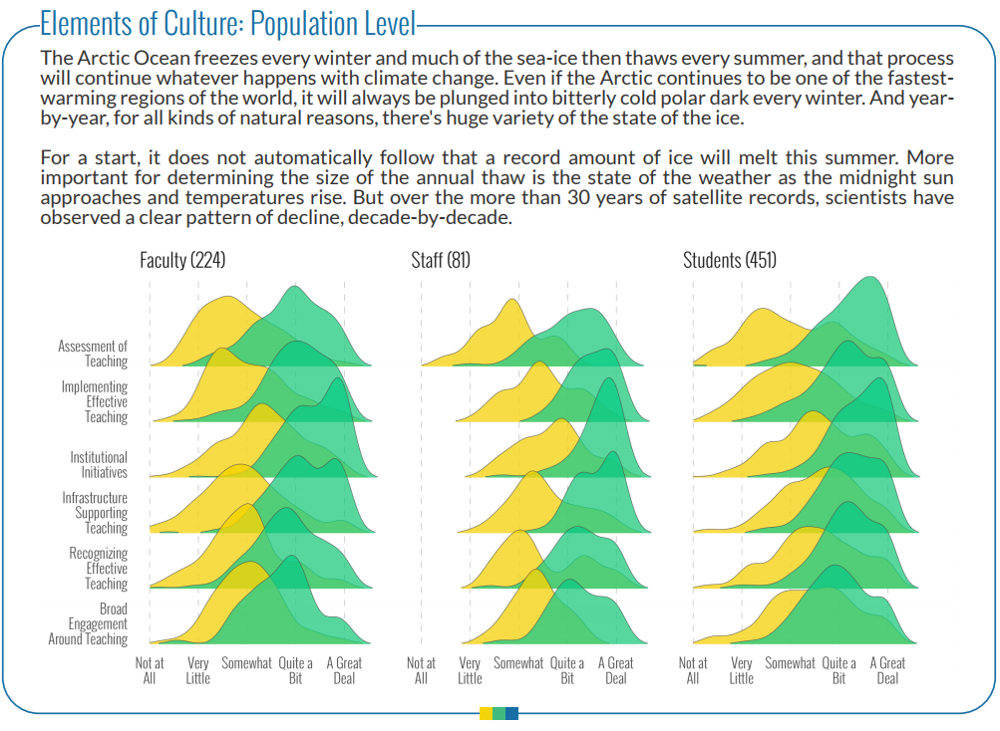 Elements of Culture: Population Level
The Arctic Ocean freezes every winter and much of the sea-ice then thaws every summer, and that process
will continue whatever happens with climate change. Even if the Arctic continues to be one of the fastest-
warming regions of the world, it will always be plunged into bitterly cold polar dark every winter. And year-
by-year, for all kinds of natural reasons, there's huge variety of the state of the ice.
For a start, it does not automatically follow that a record amount of ice will melt this summer. More
important for determining the size of the annual thaw is the state of the weather as the midnight sun
approaches and temperatures rise. But over the more than 30 years of satellite records, scientists have
observed a clear pattern of decline, decade-by-decade.
Faculty (224) Staff (81) Students (451)
Assessment of
Teaching
Implementing
Effective
Teaching
Institutional
Initiatives
Infrastructure
Supporting
Teaching
Recognizing
Effective
Teaching
Broad
Engagement
Around Teaching
Not at Very Somewhat Quite a A Great Not at Very Somewhat Quite a A Great Not at Very Somewhat Quite a A Great
All Little Bit Deal All Little Bit Deal All Little Bit Deal